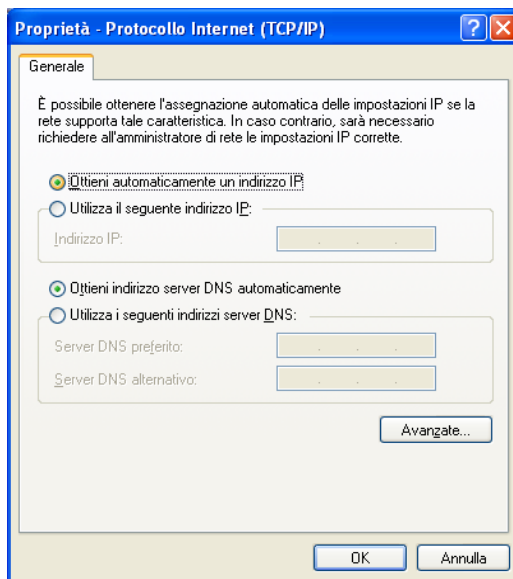 Proprietà - Protocollo Internet (TCP/IP)
Generale
È possibile ottenere l'assegnazione automatica delle impostazioni IP se la
rete supporta tale caratteristica. In caso contrario, sarà necessario
richiedere all'amministratore di rete le impostazioni IP corrette.
Ottieni automaticamente un indirizzo IP
Utilizza il seguente indirizzo IP:
Indirizzo IP:
Ottieni indirizzo server DNS automaticamente
Utilizza i seguenti indirizzi server DNS:
Server DNS preferito:
Server DNS alternativo:
Avanzate...
OK
Annulla